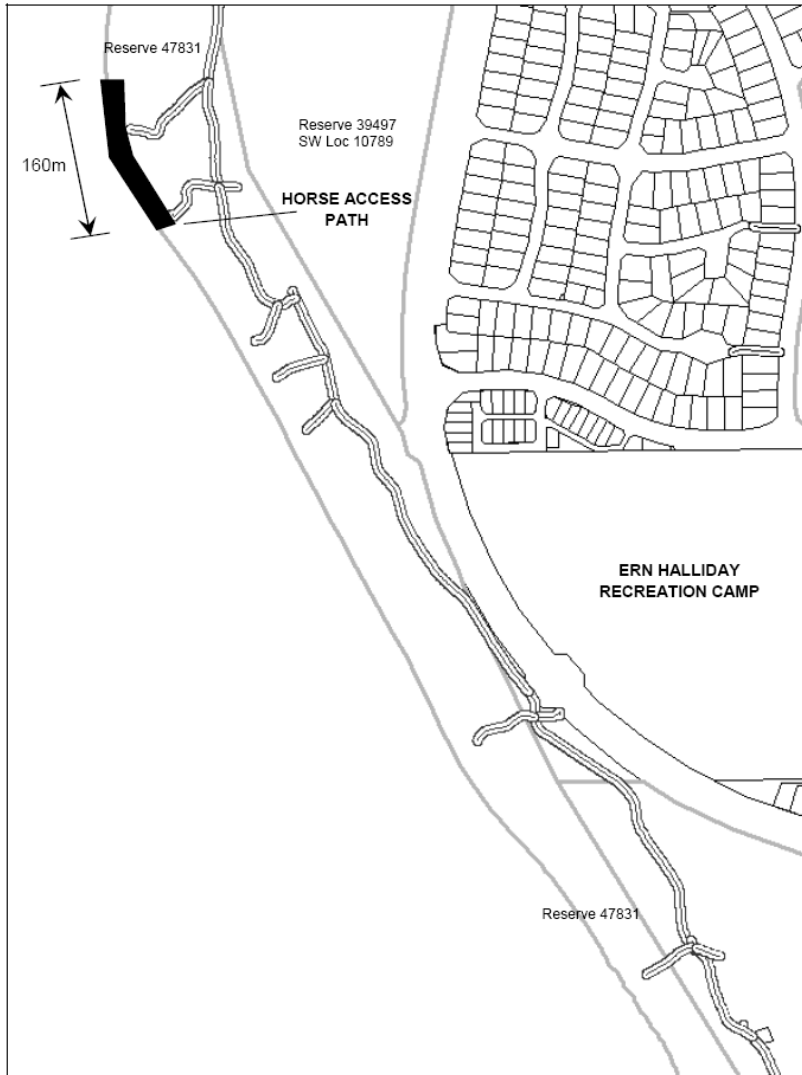 Reserve 47831
Reserve 39497
SW Loc 10789
160m
HORSE ACCESS
PATH
ERN HALLIDAY
RECREATION CAMP
Reserve 47831